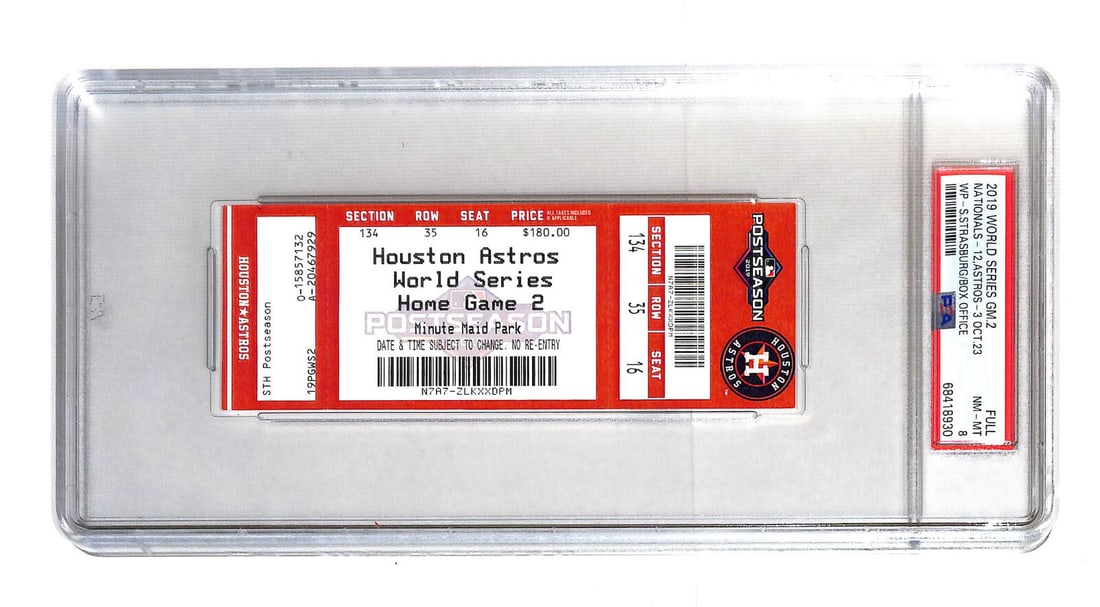 HOUSTON★ASTROS
STH Postseason
0-15857132
A-20467929
19PGWS2
SECTION ROW SEAT PRICE ALL TAXES INCLUDED IF APPLICABLE
134 35 16 $180.00
Houston Astros
World Series
Home Game 2
POSTSEASON
Minute Maid Park
DATE & TIME SUBJECT TO CHANGE. NO RE-ENTRY
N7A7-ZLKXXDPM
SECTION ROW SEAT
134 35 16
N7A7-ZLKXXDPM
POSTSEASON
2019
HOUSTON
H
ASTROS
2019 WORLD SERIES GM.2 FULL
NATIONALS-12,ASTROS-3 OCT.23 NM-MT
WP-S.STRASBURG/BOX OFFICE 8
PSA
68418930